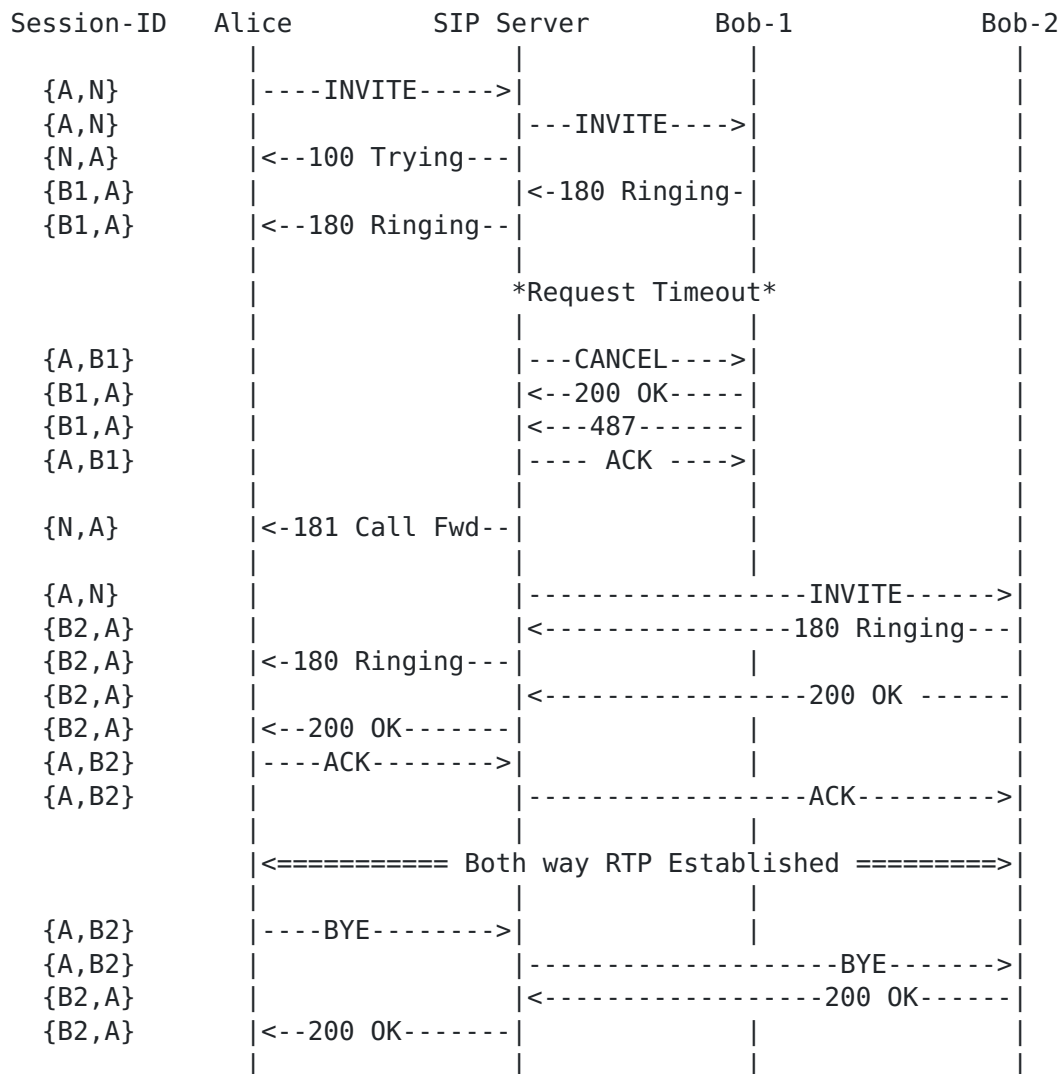 Session-ID   Alice         SIP Server        Bob-1            Bob-2
                |                |               |                |
  {A,N}         |----INVITE----->|               |                |
  {A,N}         |                |---INVITE---->|                |
  {N,A}         |<--100 Trying---|               |                |
  {B1,A}        |                |<-180 Ringing-|                |
  {B1,A}        |<--180 Ringing--|               |                |
                |                |               |                |
                |                *Request Timeout*                |
                |                |               |                |
  {A,B1}        |                |---CANCEL---->|                |
  {B1,A}        |                |<--200 OK-----|                |
  {B1,A}        |                |<---487-------|                |
  {A,B1}        |                |---- ACK ---->|                |
                |                |               |                |
  {N,A}         |<-181 Call Fwd--|               |                |
                |                |               |                |
  {A,N}         |                |------------------INVITE------>|
  {B2,A}        |                |<----------------180 Ringing---|
  {B2,A}        |<-180 Ringing---|               |                |
  {B2,A}        |                |<-----------------200 OK ------|
  {B2,A}        |<--200 OK-------|               |                |
  {A,B2}        |----ACK-------->|               |                |
  {A,B2}        |                |------------------ACK--------->|
                |                |               |                |
                |<=========== Both way RTP Established =========>|
                |                |               |                |
  {A,B2}        |----BYE-------->|               |                |
  {A,B2}        |                |--------------------BYE------->|
  {B2,A}        |                |<------------------200 OK------|
  {B2,A}        |<--200 OK-------|               |                |
                |                |               |                |